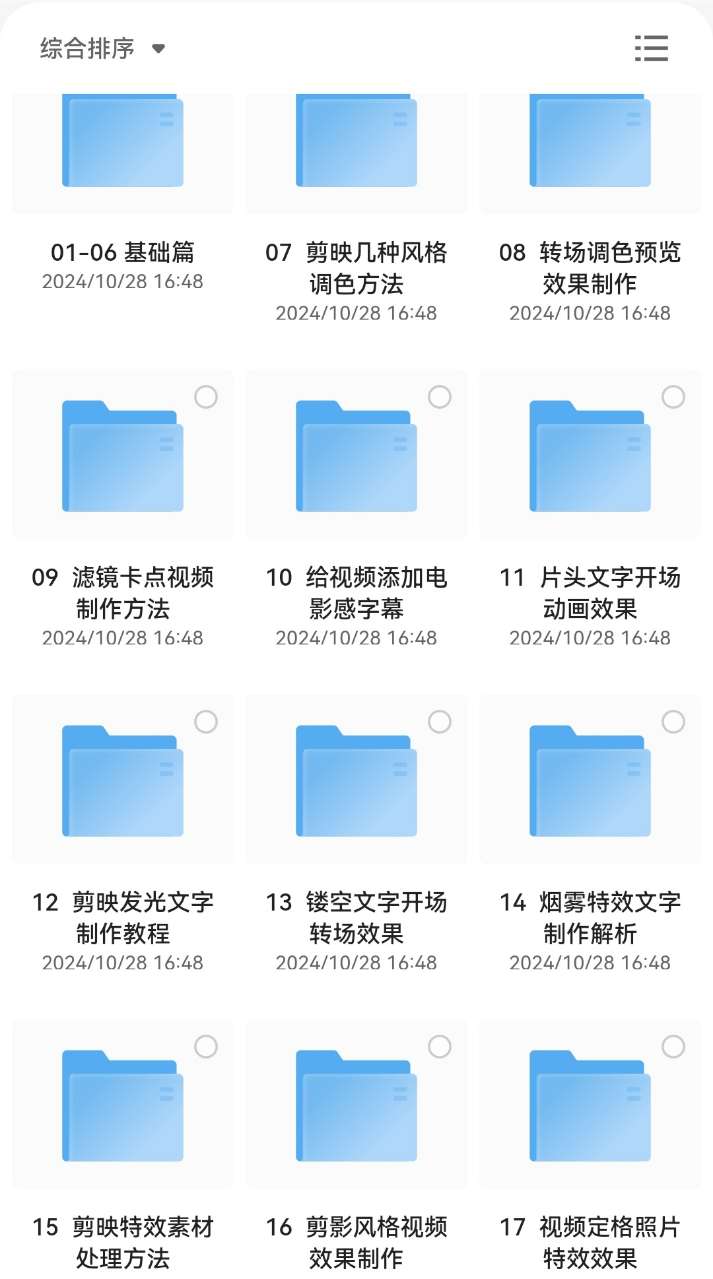 综合排序
01-06 基础篇
2024/10/28 16:48
07 剪映几种风格
调色方法
2024/10/28 16:48
08 转场调色预览
效果制作
2024/10/28 16:48
09 滤镜卡点视频
制作方法
2024/10/28 16:48
10 给视频添加电
影感字幕
2024/10/28 16:48
11 片头文字开场
动画效果
2024/10/28 16:48
12 剪映发光文字
制作教程
2024/10/28 16:48
13 镂空文字开场
转场效果
2024/10/28 16:48
14 烟雾特效文字
制作解析
2024/10/28 16:48
15 剪映特效素材
处理方法
16 剪影风格视频
效果制作
17 视频定格照片
特效效果